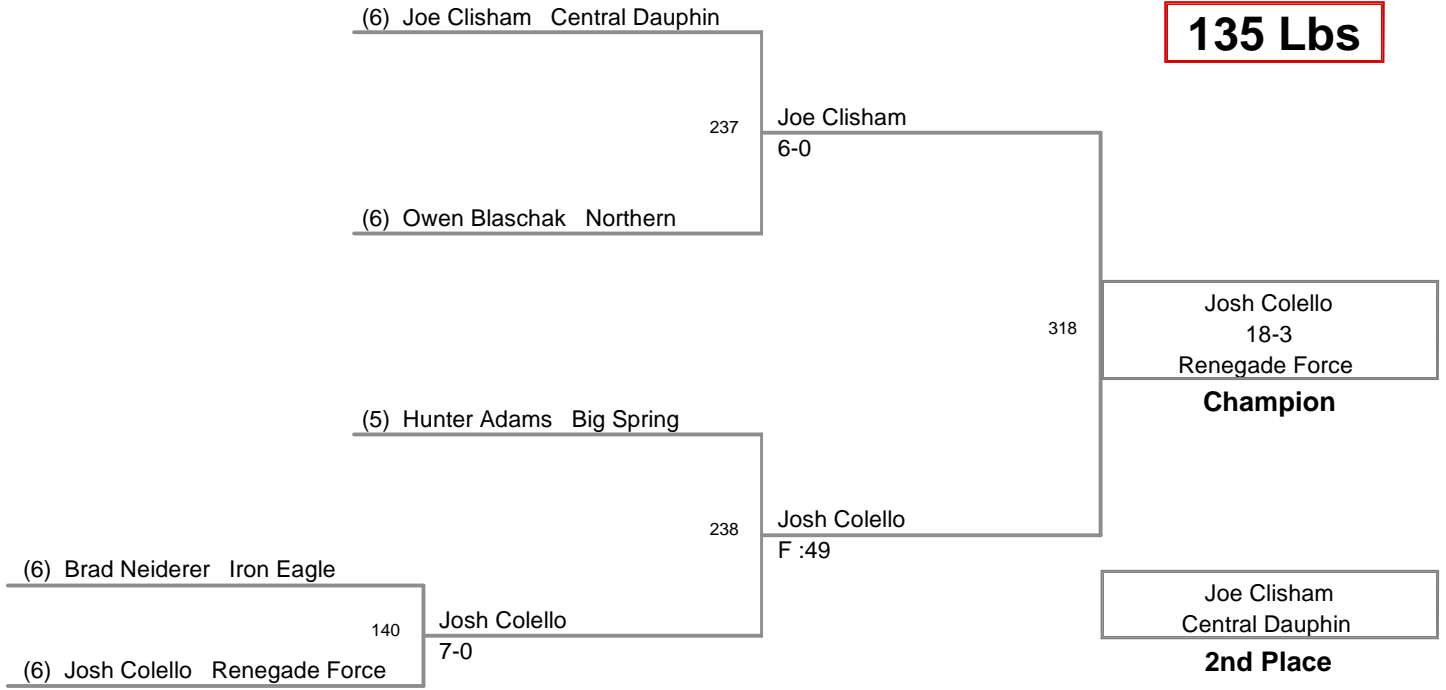 (6) Joe Clisham Central Dauphin
135 Lbs
237
Joe Clisham
6-0
(6) Owen Blaschak Northern
318
Josh Colello
18-3
Renegade Force
Champion
(5) Hunter Adams Big Spring
238
Josh Colello
F :49
(6) Brad Neiderer Iron Eagle
140
Josh Colello
7-0
(6) Josh Colello Renegade Force
Joe Clisham
Central Dauphin
2nd Place